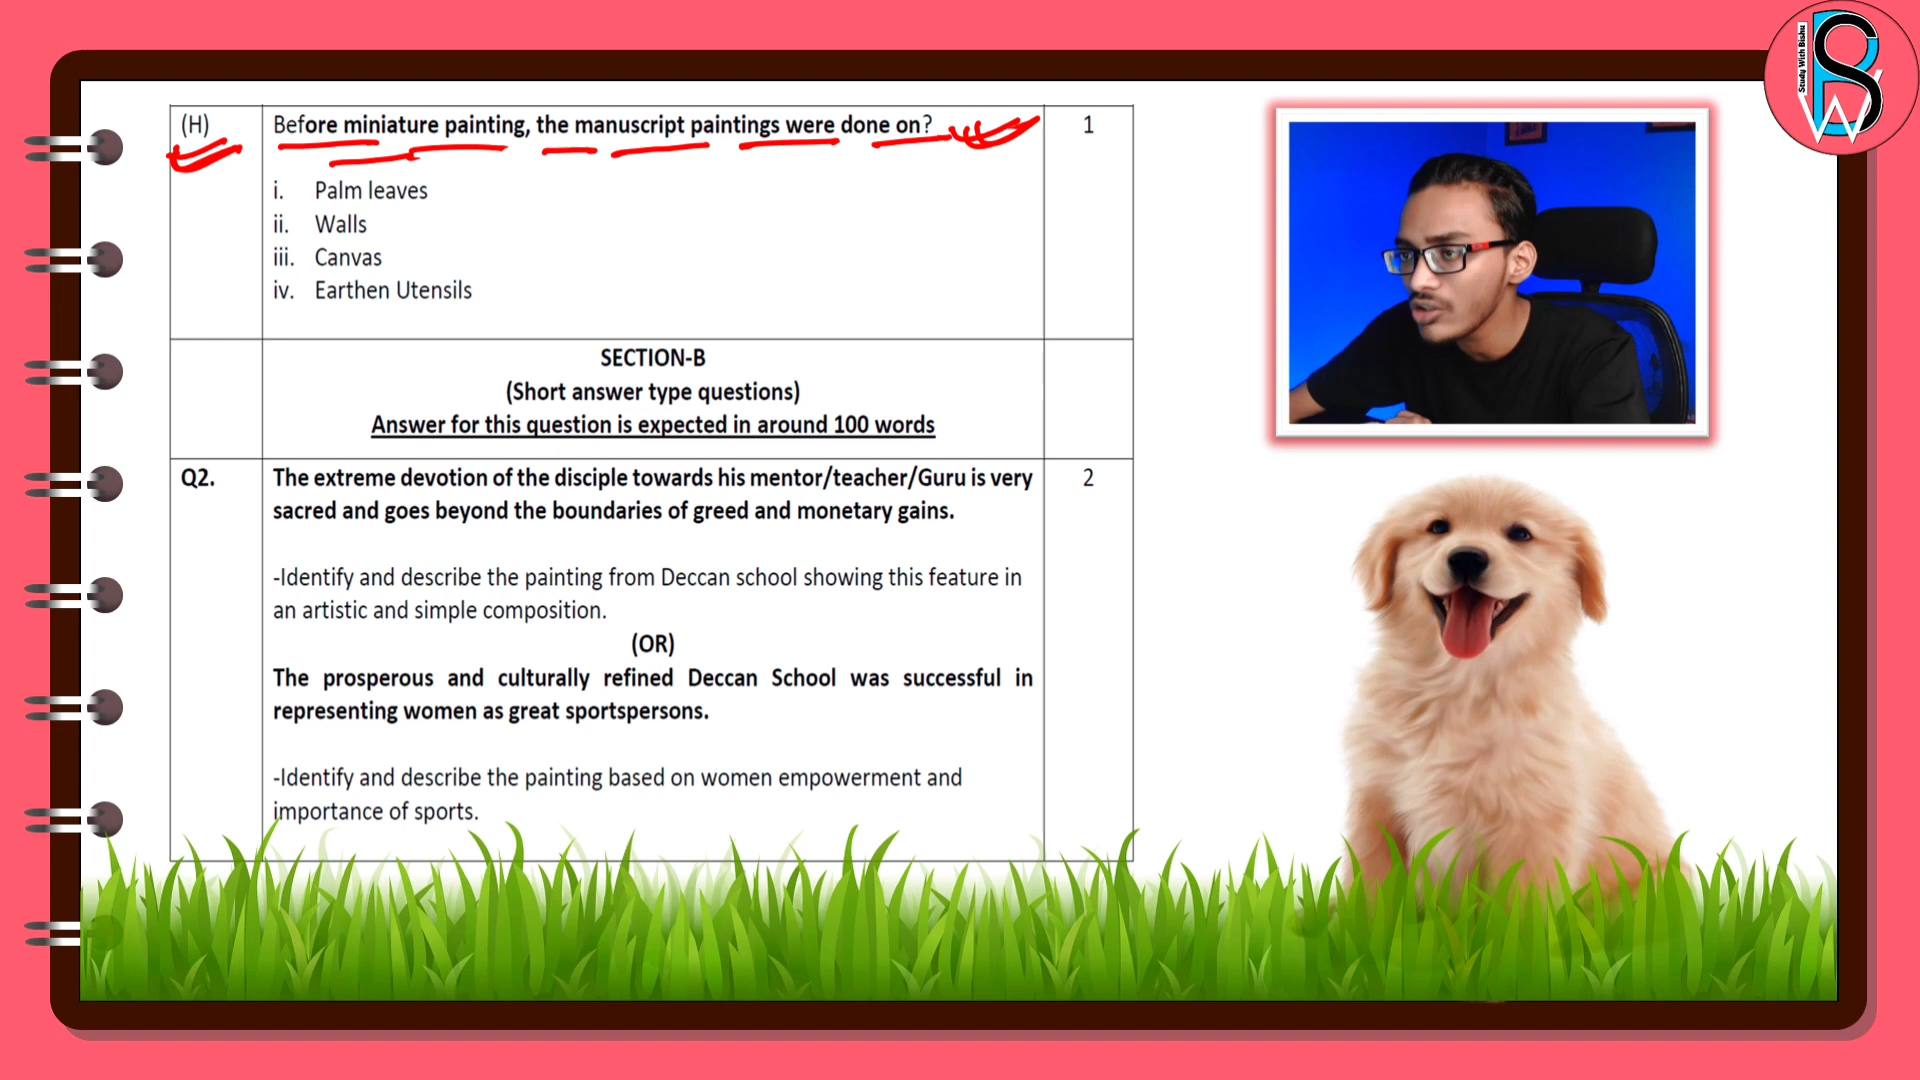 (H) Before miniature painting, the manuscript paintings were done on? 1
i. Palm leaves
ii. Walls
iii. Canvas
iv. Earthen Utensils
SECTION-B
(Short answer type questions)
Answer for this question is expected in around 100 words
Q2. The extreme devotion of the disciple towards his mentor/teacher/Guru is very 2
sacred and goes beyond the boundaries of greed and monetary gains.
-Identify and describe the painting from Deccan school showing this feature in
an artistic and simple composition.
(OR)
The prosperous and culturally refined Deccan School was successful in
representing women as great sportspersons.
-Identify and describe the painting based on women empowerment and
importance of sports.
Study With Bishu
SBW